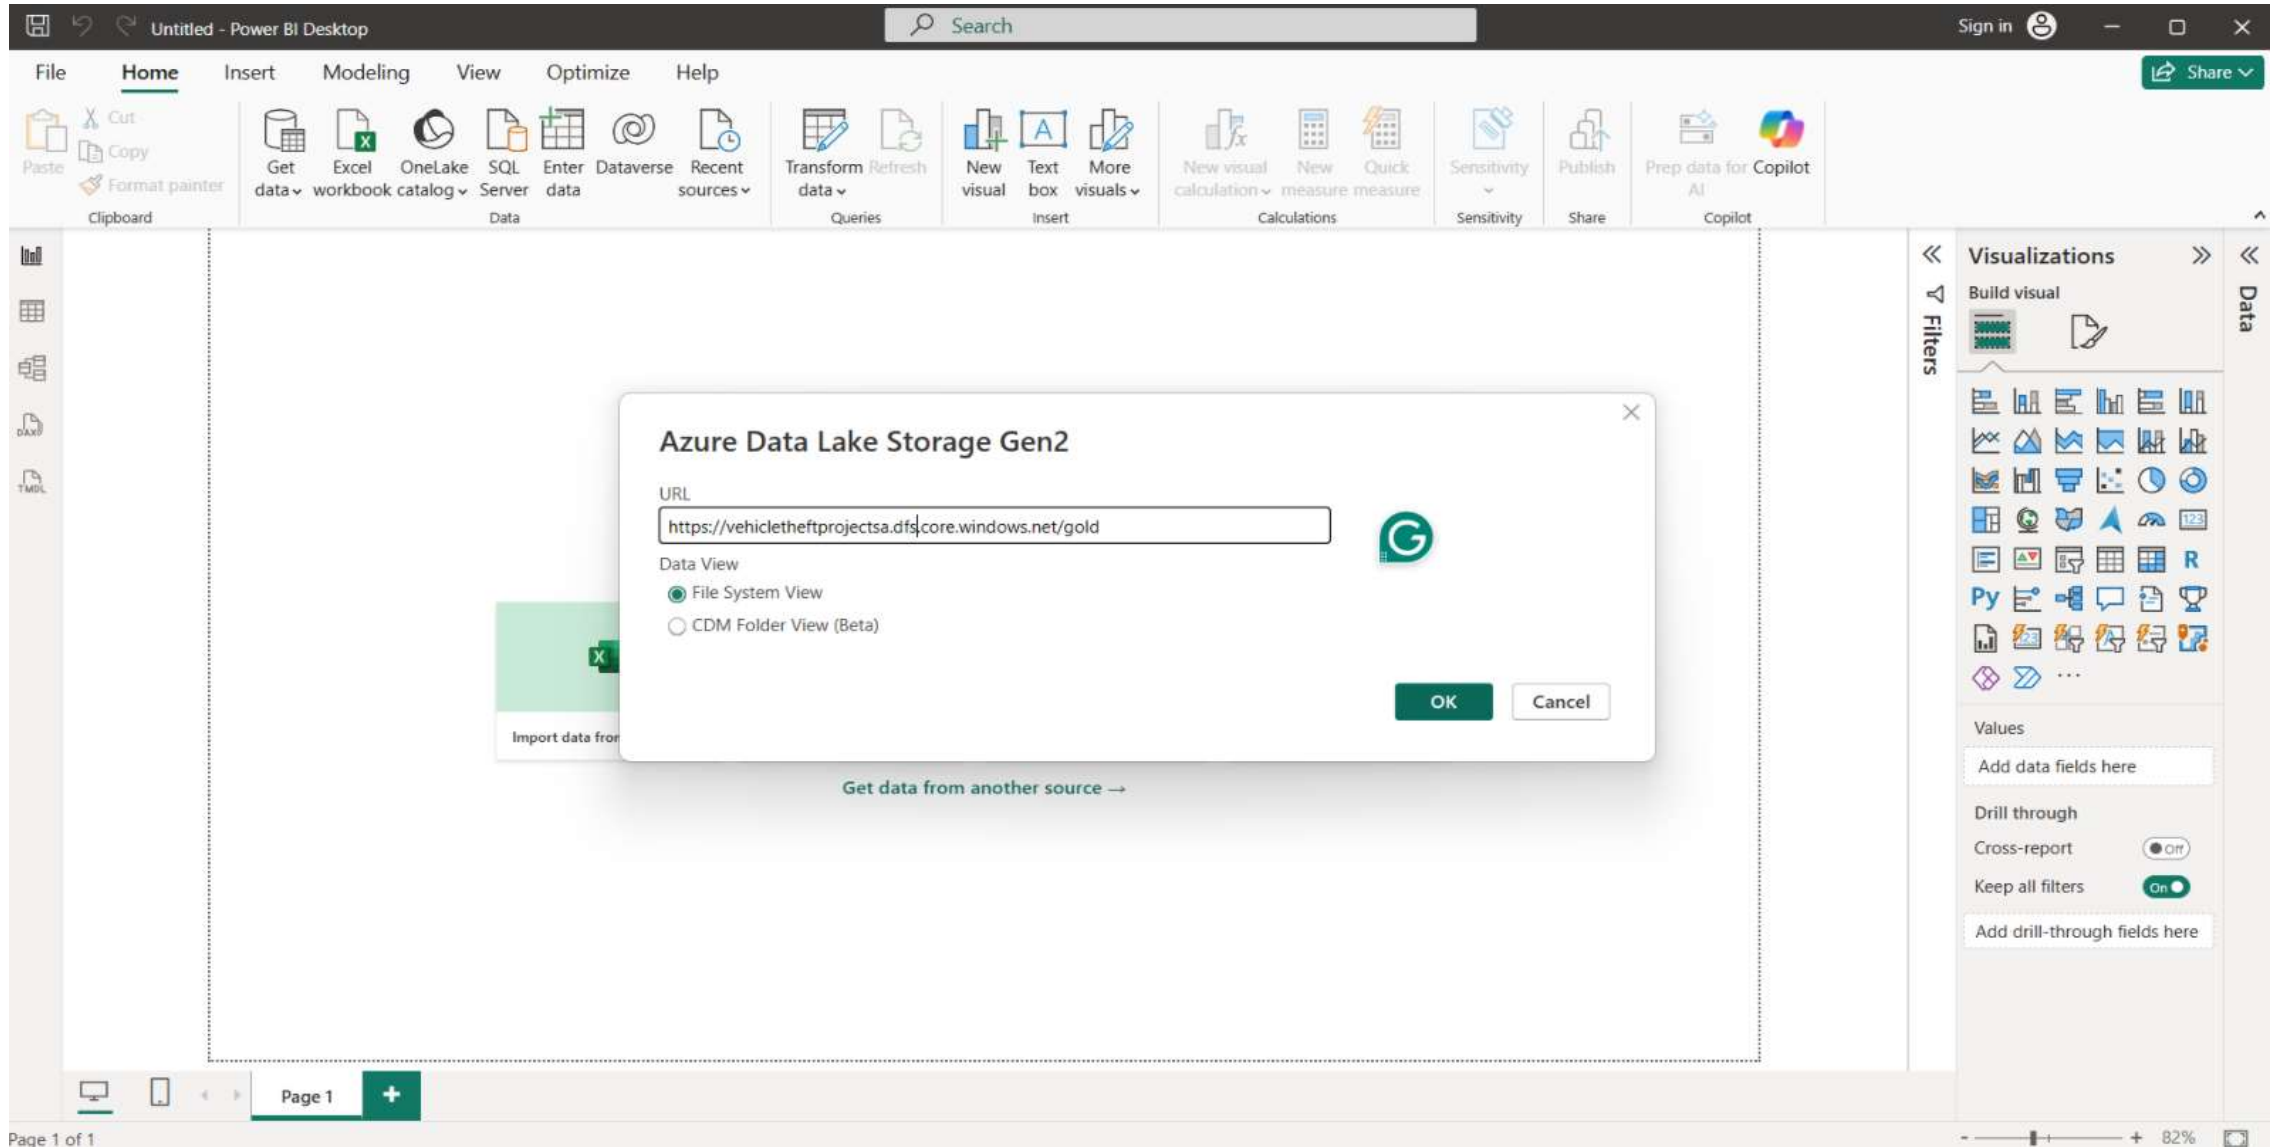 Untitled - Power BI Desktop
Search
Sign in
File Home Insert Modeling View Optimize Help
Share
Paste
Cut
Copy
Format painter
Clipboard
Get data
Excel workbook
OneLake catalog
SQL Server
Enter data
Dataverse
Recent sources
Data
Transform data
Refresh
Queries
New visual
Text box
More visuals
Insert
New visual calculation
New measure
Quick measure
Calculations
Sensitivity
Sensitivity
Publish
Share
Prep data for AI
Copilot
Copilot
DAX
TMDL
Azure Data Lake Storage Gen2
URL
https://vehicletheftprojectsa.dfs.core.windows.net/gold
Data View
File System View
CDM Folder View (Beta)
OK
Cancel
Import data fror
Get data from another source →
Filters
Visualizations
Build visual
123
R
Py
123
Values
Add data fields here
Drill through
Cross-report
Off
Keep all filters
On
Add drill-through fields here
Data
Page 1
Page 1 of 1
82%